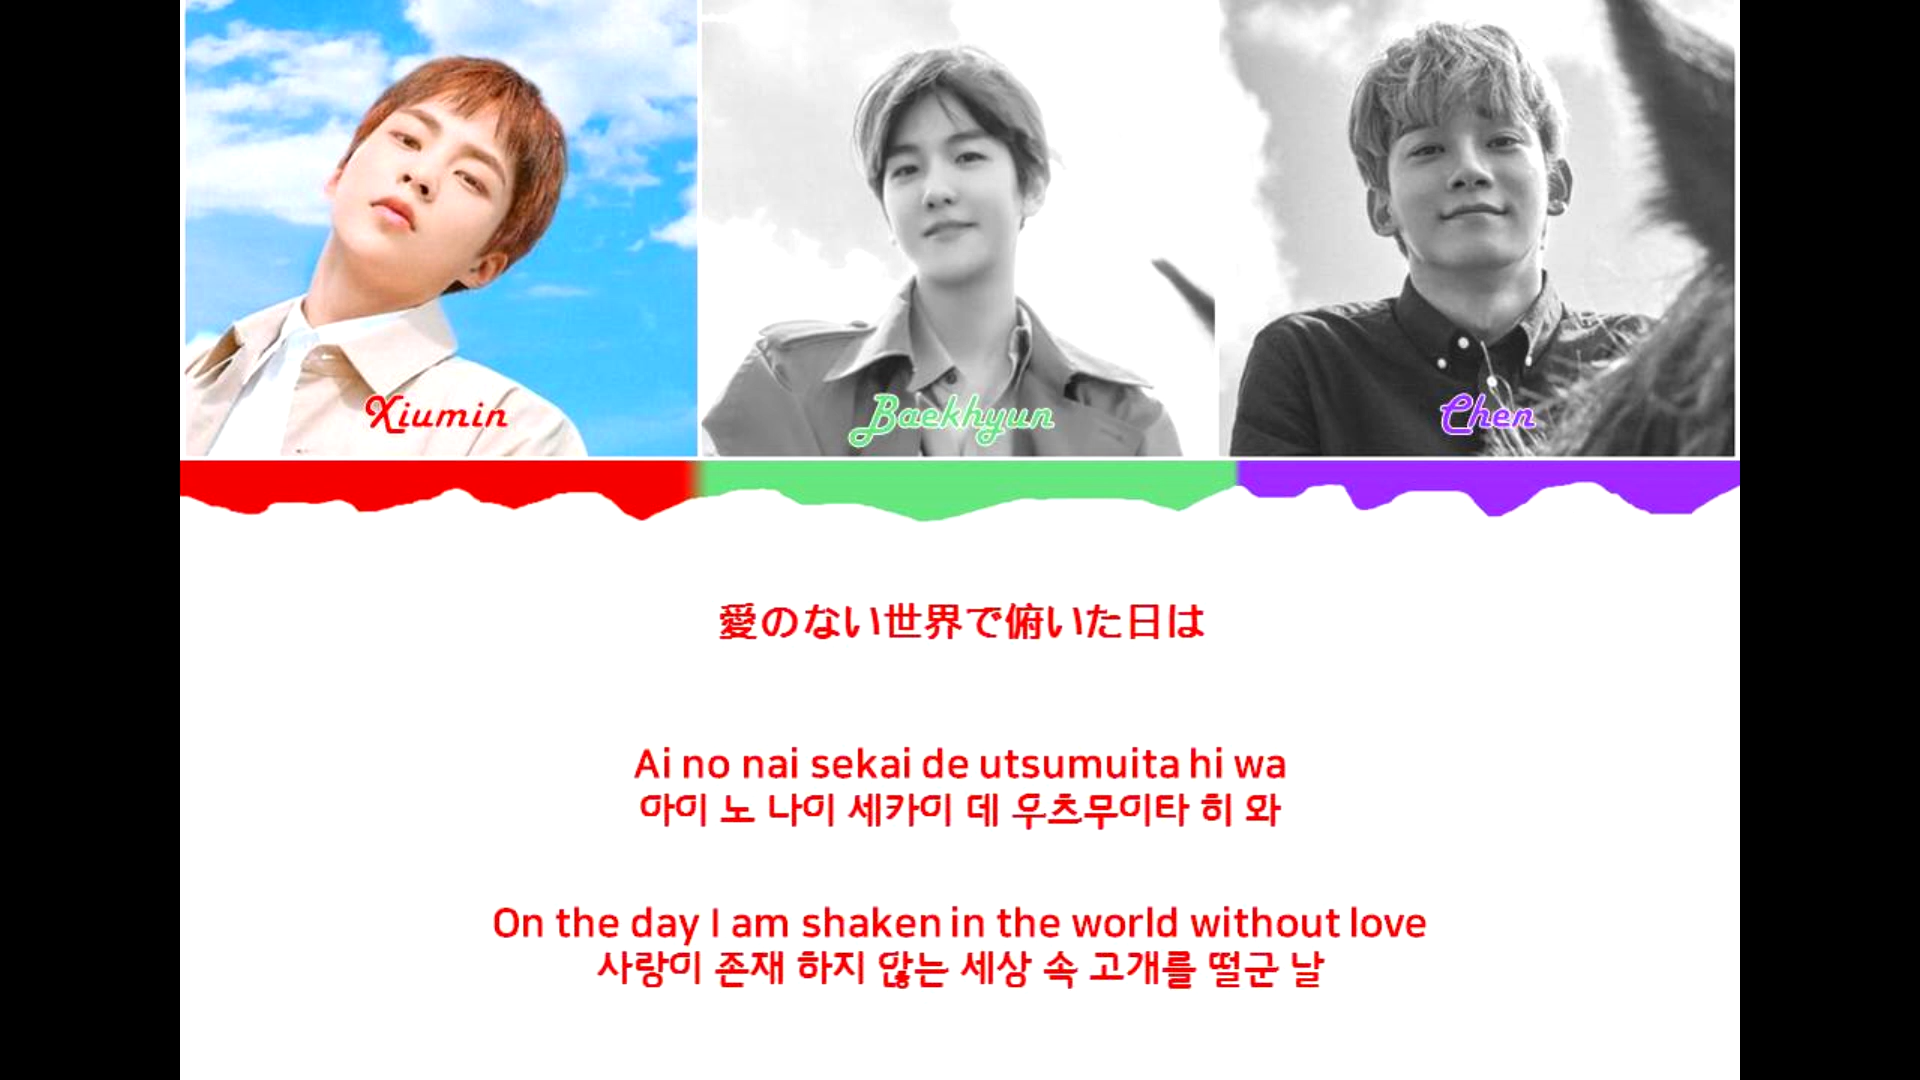 Xiumin
Baekhyun
Chen
愛のない世界で俯いた日は
Ai no nai sekai de utsumuita hi wa
아이 노 나이 세카이 데 우츠무이타 히 와
On the day I am shaken in the world without love
사랑이 존재 하지 않는 세상 속 고개를 떨군 날